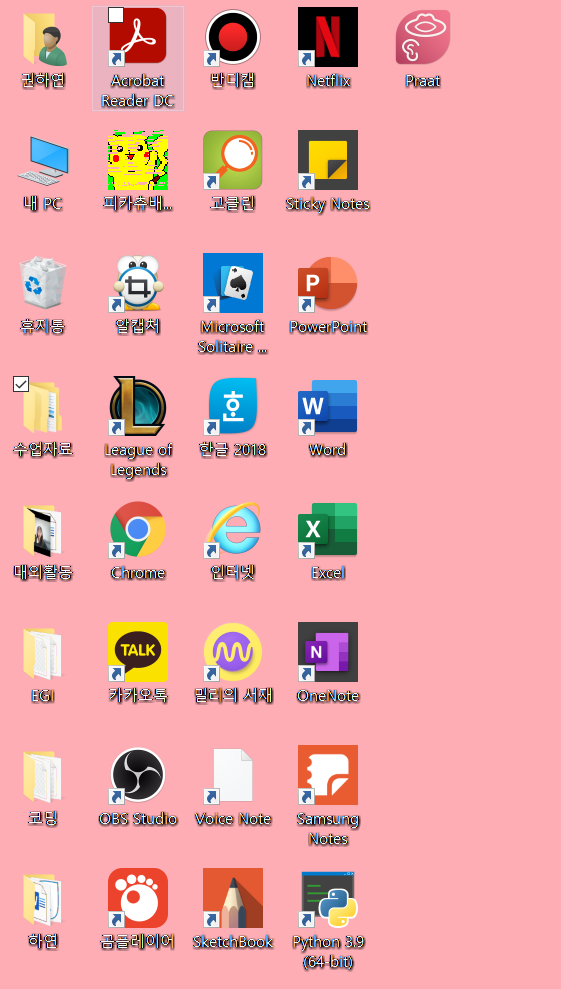 권하연
Acrobat
Reader DC
반디캠
Netflix
Praat
내 PC
피카츄배...
고클린
Sticky Notes
휴지통
알캡처
Microsoft
Solitaire ...
P
PowerPoint
수업자료
League of
Legends
한
한글 2018
W
Word
대외활동
Chrome
인터넷
X
Excel
EGI
TALK
카카오톡
밀리의 서재
N
OneNote
코딩
OBS Studio
Voice Note
Samsung
Notes
하연
곰플레이어
SketchBook
Python 3.9
(64-bit)